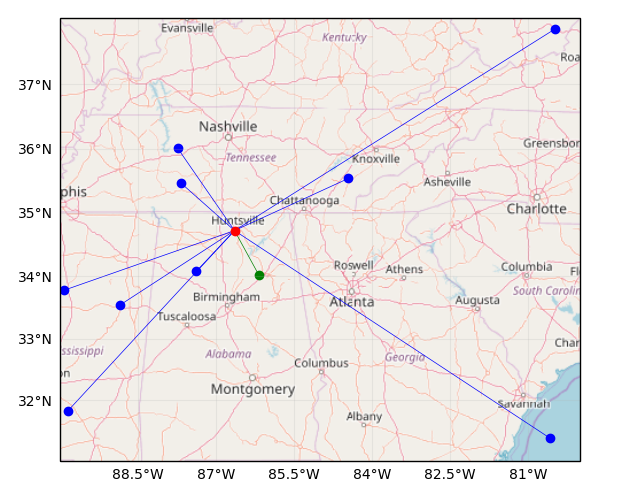 Evansville
Kentucky
Roa
37°N
Nashville
36°N
Greensbor
Tennessee
Knoxville
Asheville
phis
Chattanooga
35°N
Charlotte
Huntsville
Roswell
Athens
Columbia
Fl
34°N
Birmingham
Atlanta
Augusta
South Carolin
Tuscaloosa
33°N
Char
ssissippi
Alabama
Georgia
Columbus
on
Montgomery
Savannah
32°N
Albany
88.5°W
87°W
85.5°W
84°W
82.5°W
81°W